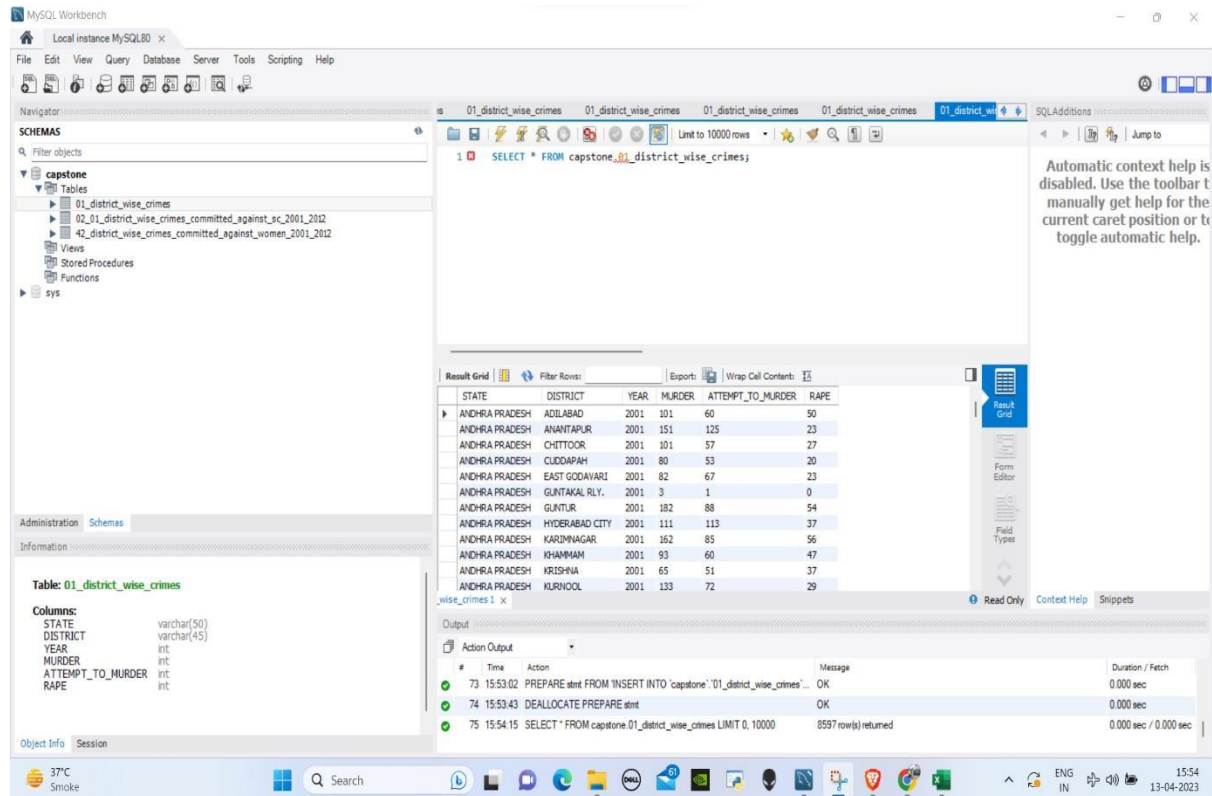 MySQL Workbench
Local instance MySQL80
File Edit View Query Database Server Tools Scripting Help
Navigator
SCHEMAS
Filter objects
capstone
Tables
01_district_wise_crimes
02_01_district_wise_crimes_committed_against_sc_2001_2012
42_district_wise_crimes_committed_against_women_2001_2012
Views
Stored Procedures
Functions
sys
Administration Schemas
Information
Table: 01_district_wise_crimes
Columns:
STATE varchar(50)
DISTRICT varchar(45)
YEAR int
MURDER int
ATTEMPT_TO_MURDER int
RAPE int
Object Info Session
es 01_district_wise_crimes 01_district_wise_crimes 01_district_wise_crimes 01_district_wise_crimes 01_district_wi
Limit to 10000 rows
1 SELECT * FROM capstone.01_district_wise_crimes;
Result Grid Filter Rows: Export: Wrap Cell Content:
STATE DISTRICT YEAR MURDER ATTEMPT_TO_MURDER RAPE
ANDHRA PRADESH ADILABAD 2001 101 60 50
ANDHRA PRADESH ANANTAPUR 2001 151 125 23
ANDHRA PRADESH CHITTOOR 2001 101 57 27
ANDHRA PRADESH CUDDAPAH 2001 80 53 20
ANDHRA PRADESH EAST GODAVARI 2001 82 67 23
ANDHRA PRADESH GUNTAKAL RLY. 2001 3 1 0
ANDHRA PRADESH GUNTUR 2001 182 88 54
ANDHRA PRADESH HYDERABAD CITY 2001 111 113 37
ANDHRA PRADESH KARIMNAGAR 2001 162 85 56
ANDHRA PRADESH KHAMMAM 2001 93 60 47
ANDHRA PRADESH KRISHNA 2001 65 51 37
ANDHRA PRADESH KURNOOL 2001 133 72 29
Result Grid
Form Editor
Field Types
_wise_crimes 1
Read Only
Output
Action Output
# Time Action Message Duration / Fetch
73 15:53:02 PREPARE stmt FROM 'INSERT INTO `capstone`.`01_district_wise_crimes`... OK 0.000 sec
74 15:53:43 DEALLOCATE PREPARE stmt OK 0.000 sec
75 15:54:15 SELECT * FROM capstone.01_district_wise_crimes LIMIT 0, 10000 8597 row(s) returned 0.000 sec / 0.000 sec
SQLAdditions
Jump to
Automatic context help is
disabled. Use the toolbar t
manually get help for the
current caret position or to
toggle automatic help.
Context Help Snippets
37°C
Smoke
Search
DELL
61
ENG
IN
15:54
13-04-2023